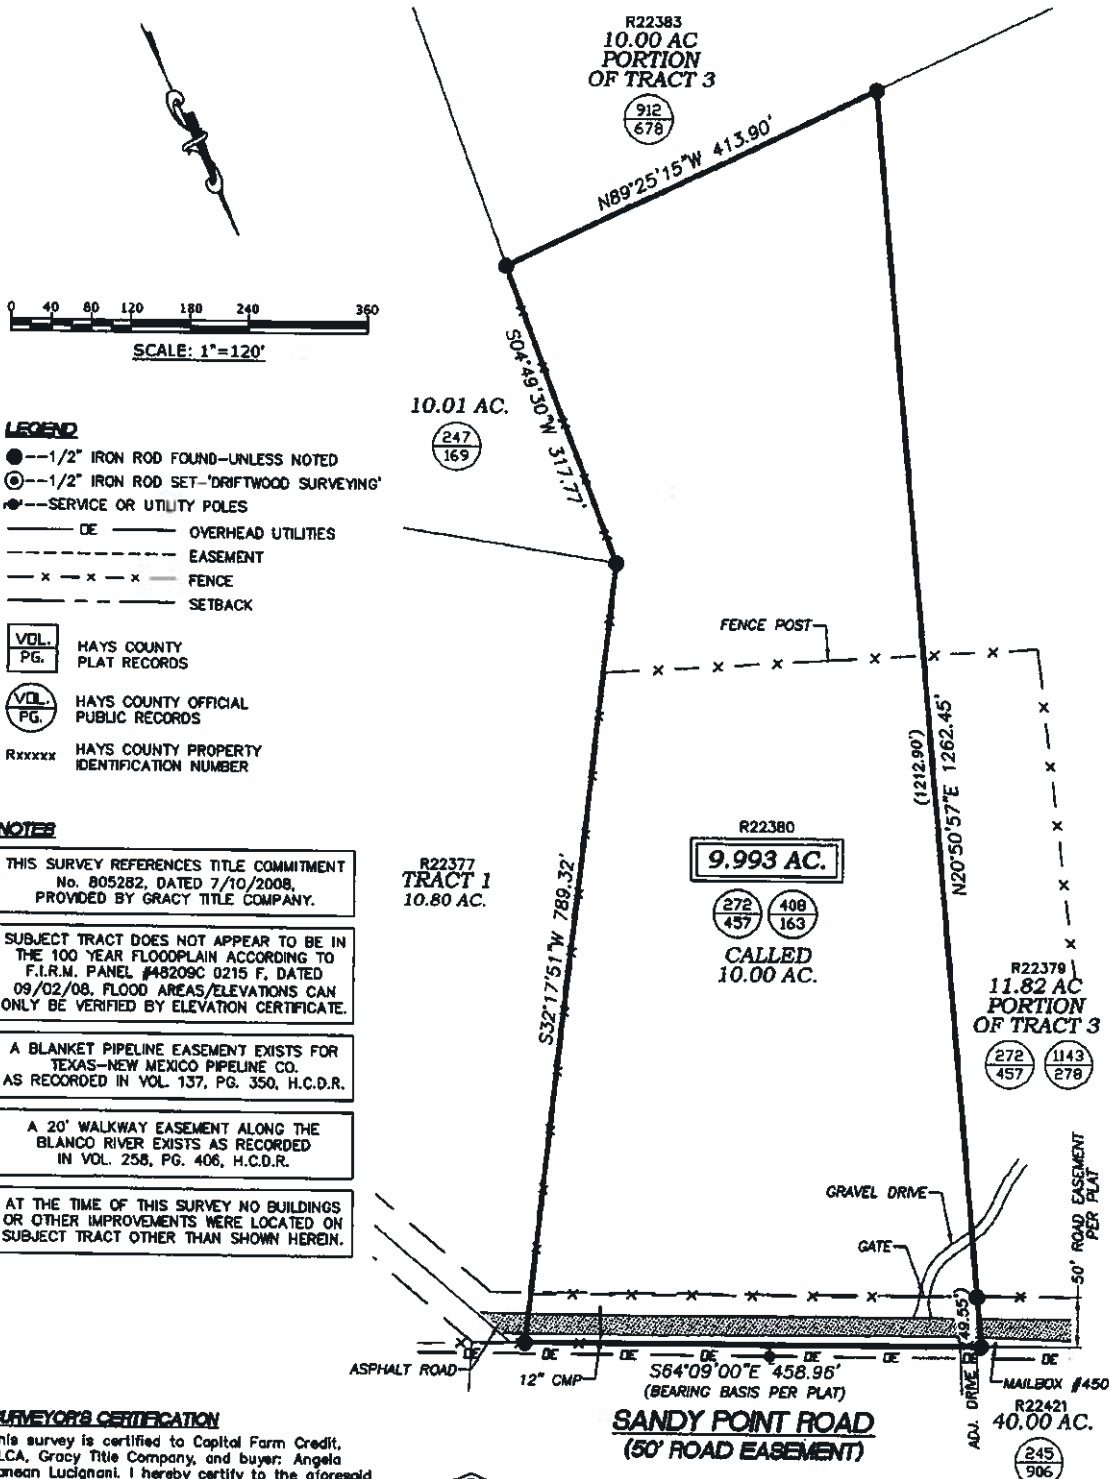 R22383
10.00 AC
PORTION
OF TRACT 3
912
678
N89°25'15"W 413.90'
0 40 80 120 180 240 360
SCALE: 1"=120'
S04°49'30"W 317.77'
10.01 AC.
247
169
LEGEND
--1/2" IRON ROD FOUND-UNLESS NOTED
--1/2" IRON ROD SET-'DRIFTWOOD SURVEYING'
--SERVICE OR UTILITY POLES
OE OVERHEAD UTILITIES
EASEMENT
FENCE
SETBACK
VOL.
PG.
HAYS COUNTY
PLAT RECORDS
VOL.
PG.
HAYS COUNTY OFFICIAL
PUBLIC RECORDS
Rxxxxx HAYS COUNTY PROPERTY
IDENTIFICATION NUMBER
FENCE POST
(1212.90')
N20°50'57"E 1262.45'
NOTES
THIS SURVEY REFERENCES TITLE COMMITMENT
No. 805282, DATED 7/10/2008,
PROVIDED BY GRACY TITLE COMPANY.
SUBJECT TRACT DOES NOT APPEAR TO BE IN
THE 100 YEAR FLOODPLAIN ACCORDING TO
F.I.R.M. PANEL #48209C 0215 F, DATED
09/02/08. FLOOD AREAS/ELEVATIONS CAN
ONLY BE VERIFIED BY ELEVATION CERTIFICATE.
A BLANKET PIPELINE EASEMENT EXISTS FOR
TEXAS-NEW MEXICO PIPELINE CO.
AS RECORDED IN VOL. 137, PG. 350, H.C.D.R.
A 20' WALKWAY EASEMENT ALONG THE
BLANCO RIVER EXISTS AS RECORDED
IN VOL. 258, PG. 406, H.C.D.R.
AT THE TIME OF THIS SURVEY NO BUILDINGS
OR OTHER IMPROVEMENTS WERE LOCATED ON
SUBJECT TRACT OTHER THAN SHOWN HEREIN.
R22377
TRACT 1
10.80 AC.
S32°17'51"W 789.32'
R22380
9.993 AC.
272
457
408
163
CALLED
10.00 AC.
R22379
11.82 AC
PORTION
OF TRACT 3
272
457
1143
278
50' ROAD EASEMENT
PER PLAT
GRAVEL DRIVE
GATE
(49.55')
ASPHALT ROAD
12" CMP
OE OE OE OE OE OE OE OE
S64°09'00"E 458.96'
(BEARING BASIS PER PLAT)
SANDY POINT ROAD
(50' ROAD EASEMENT)
ADJ. DRIVE
MAILBOX #450
R22421
40.00 AC.
245
906
SURVEYOR'S CERTIFICATION
his survey is certified to Capital Farm Credit,
LCA, Gracy Title Company, and buyer: Angela
anean Lucignani. I hereby certify to the aforesaid